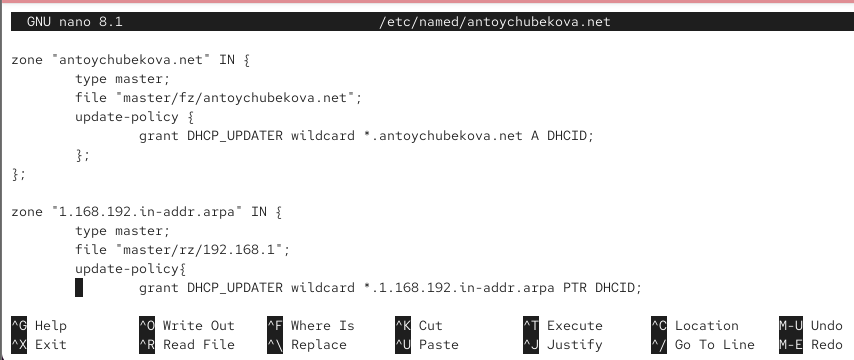 GNU nano 8.1 /etc/named/antoychubekova.net
zone "antoychubekova.net" IN {
type master;
file "master/fz/antoychubekova.net";
update-policy {
grant DHCP_UPDATER wildcard *.antoychubekova.net A DHCID;
};
};
zone "1.168.192.in-addr.arpa" IN {
type master;
file "master/rz/192.168.1";
update-policy{
grant DHCP_UPDATER wildcard *.1.168.192.in-addr.arpa PTR DHCID;
^G Help ^O Write Out ^F Where Is ^K Cut ^T Execute ^C Location M-U Undo
^X Exit ^R Read File ^\ Replace ^U Paste ^J Justify ^/ Go To Line M-E Redo